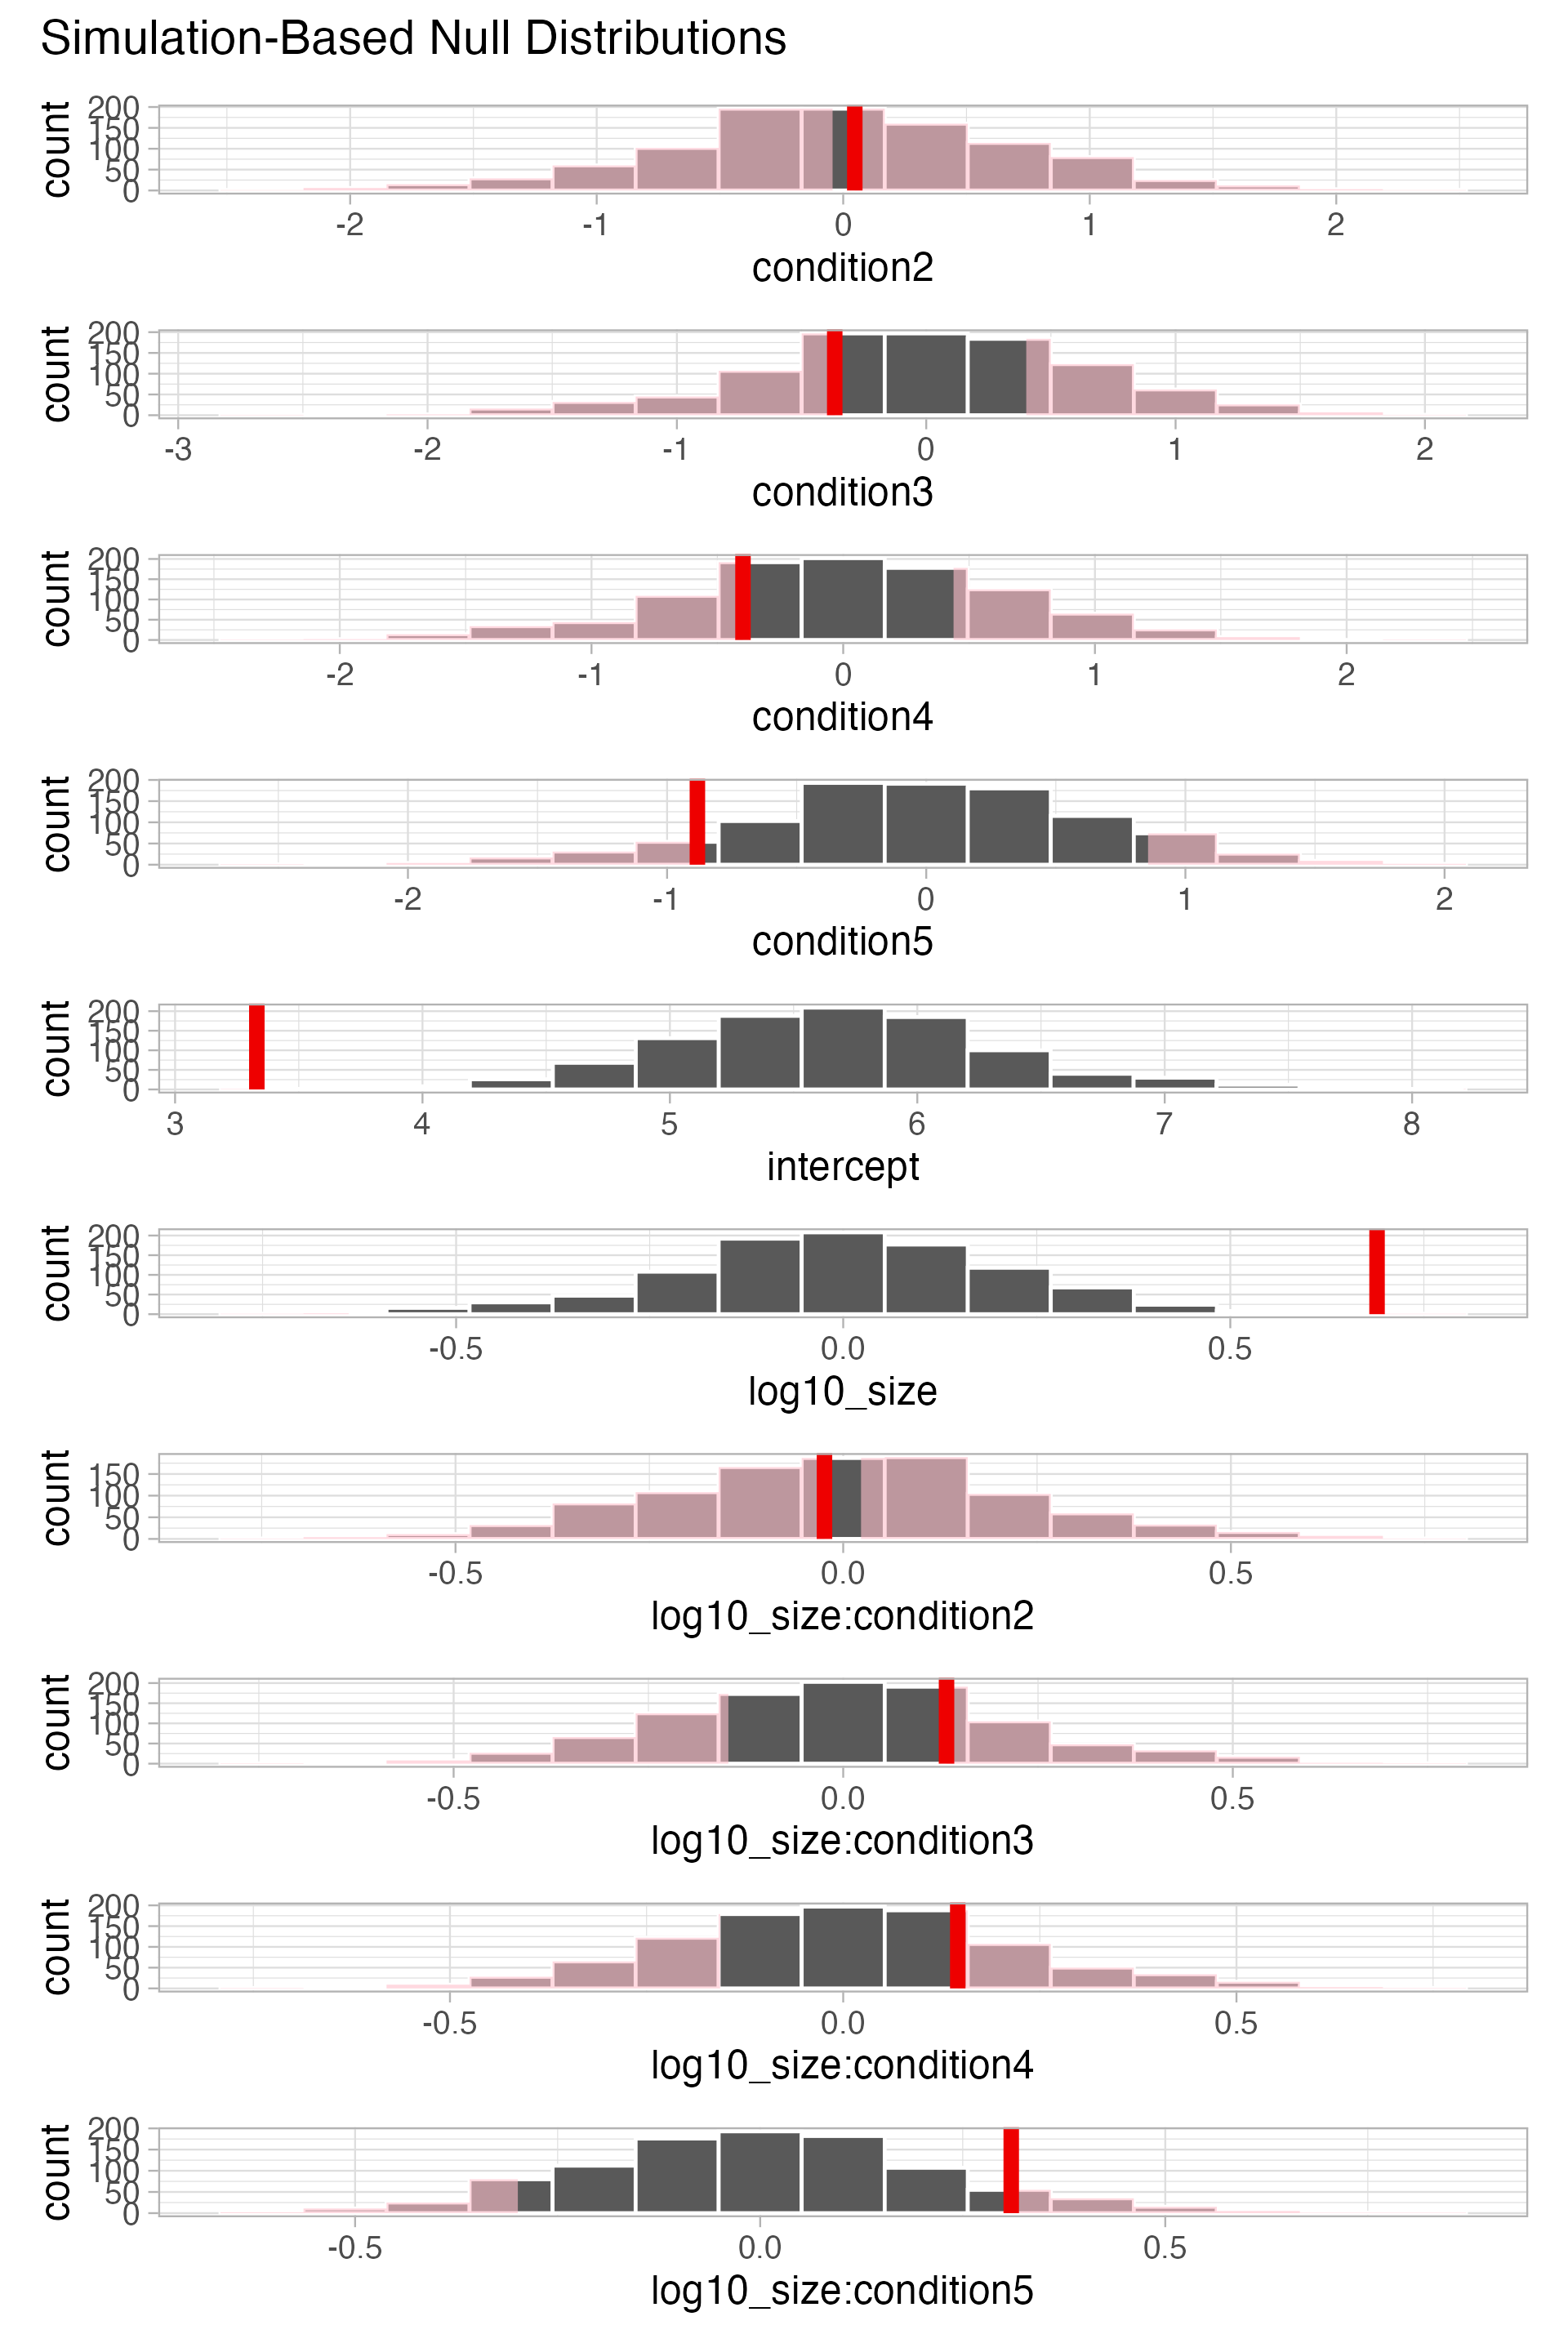 Simulation-Based Null Distributions
count
200
150
100
50
0
-2 -1 0 1 2
condition2
count
200
150
100
50
0
-3 -2 -1 0 1 2
condition3
count
200
150
100
50
0
-2 -1 0 1 2
condition4
count
200
150
100
50
0
-2 -1 0 1 2
condition5
count
200
150
100
50
0
3 4 5 6 7 8
intercept
count
200
150
100
50
0
-0.5 0.0 0.5
log10_size
count
150
100
50
0
-0.5 0.0 0.5
log10_size:condition2
count
200
150
100
50
0
-0.5 0.0 0.5
log10_size:condition3
count
200
150
100
50
0
-0.5 0.0 0.5
log10_size:condition4
count
200
150
100
50
0
-0.5 0.0 0.5
log10_size:condition5